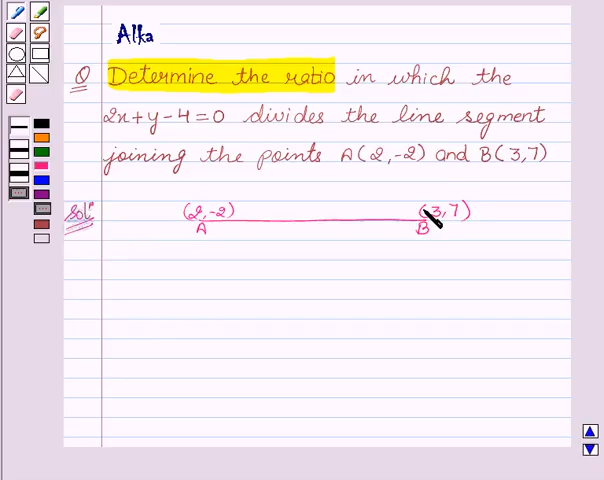 Alka
Q Determine the ratio in which the
2x+y-4=0 divides the line segment
joining the points A(2,-2) and B(3,7)
Solⁿ (2,-2) (3,7)
A B